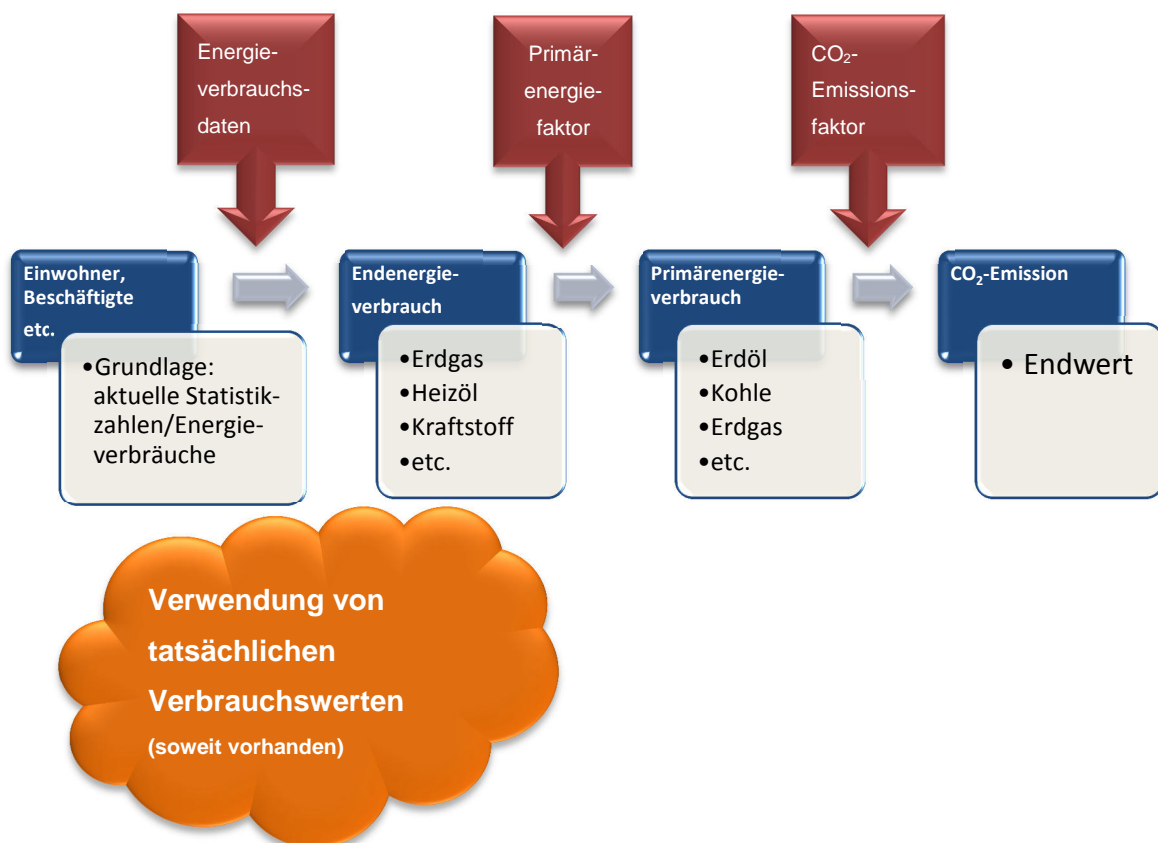 Energie-
verbrauchs-
daten
Primär-
energie-
faktor
CO₂-
Emissions-
faktor
Einwohner,
Beschäftigte
etc.
•Grundlage:
aktuelle Statistik-
zahlen/Energie-
verbräuche
Endenergie-
verbrauch
•Erdgas
•Heizöl
•Kraftstoff
•etc.
Primärenergie-
verbrauch
•Erdöl
•Kohle
•Erdgas
•etc.
CO₂-Emission
• Endwert
Verwendung von
tatsächlichen
Verbrauchswerten
(soweit vorhanden)